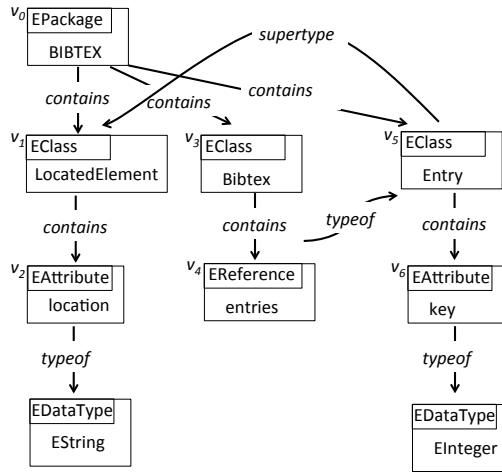 v0
EPackage
BIBTEX
supertype
contains
contains
contains
v1
EClass
LocatedElement
v3
EClass
Bibtex
v5
EClass
Entry
contains
contains
typeof
contains
v2
EAttribute
location
v4
EReference
entries
v6
EAttribute
key
typeof
typeof
EDataType
EString
EDataType
EInteger